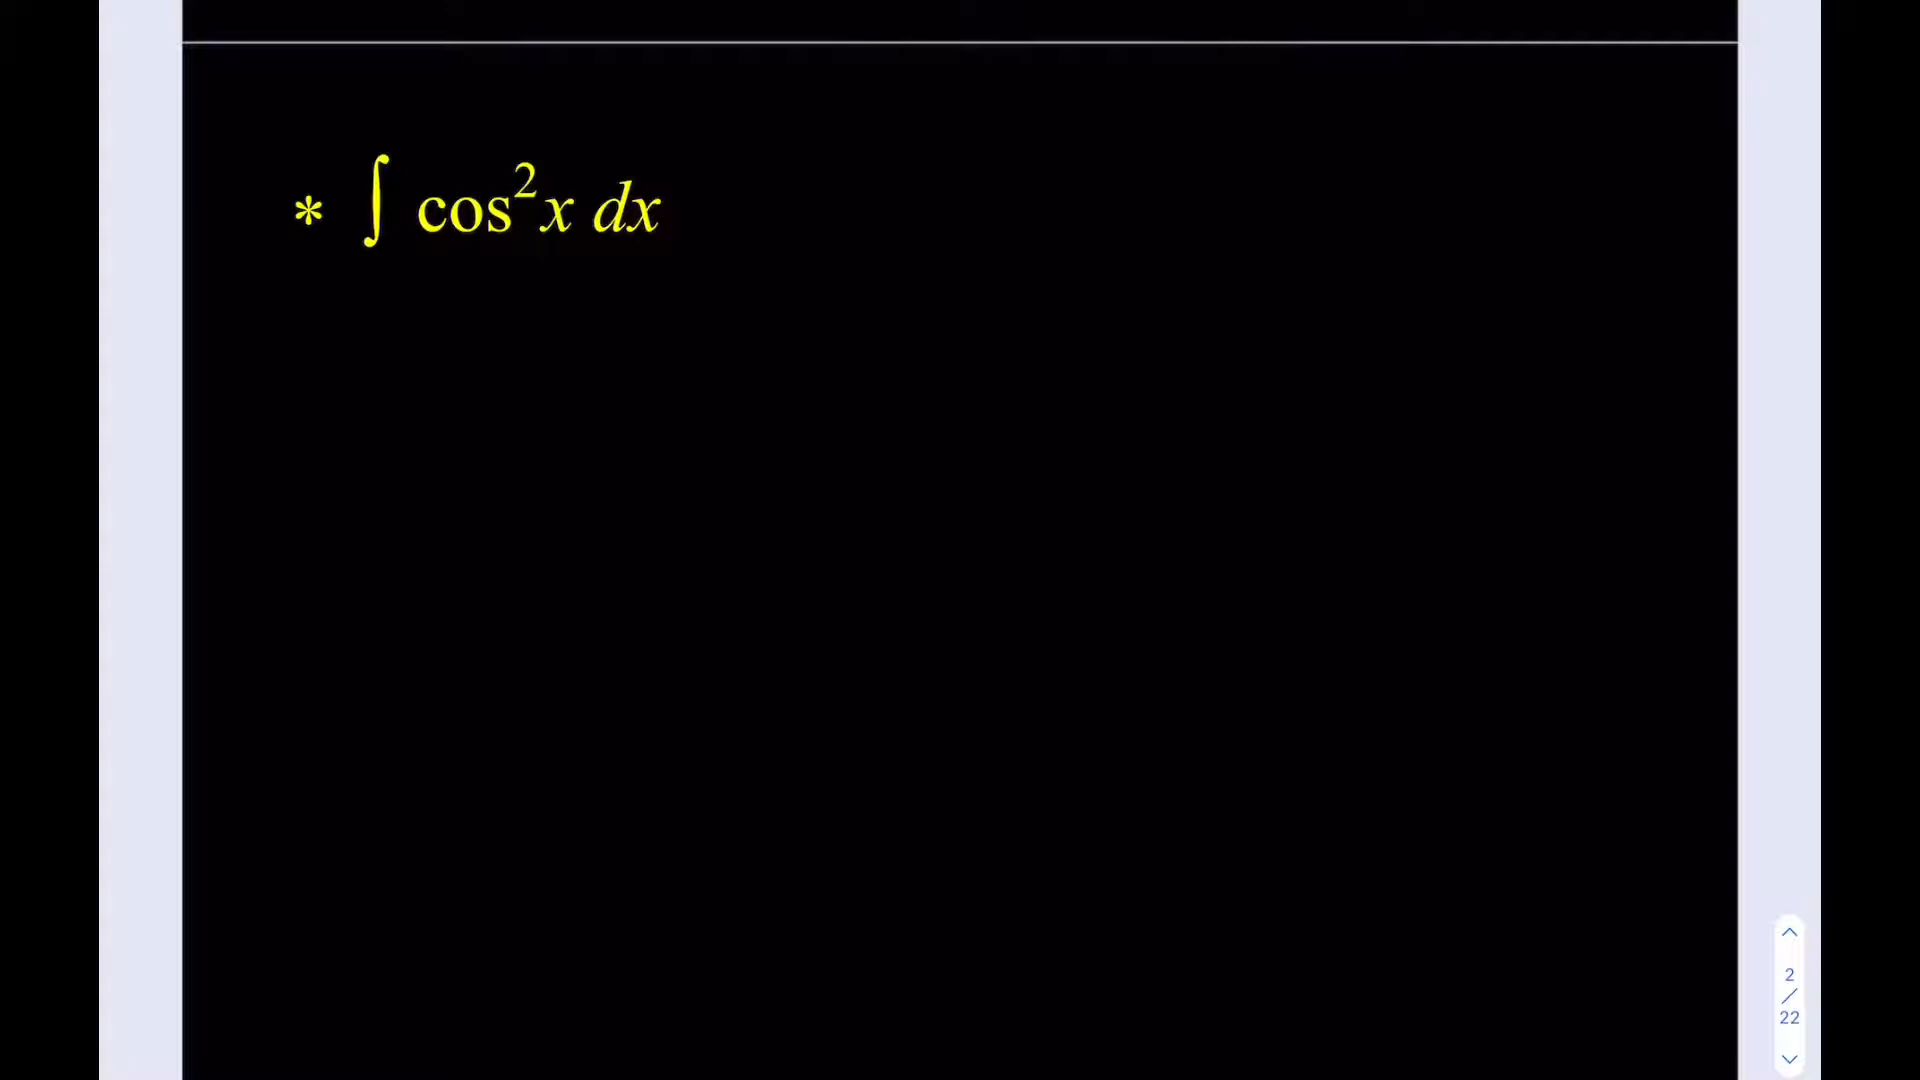 * ∫ cos²x dx
2
/
22